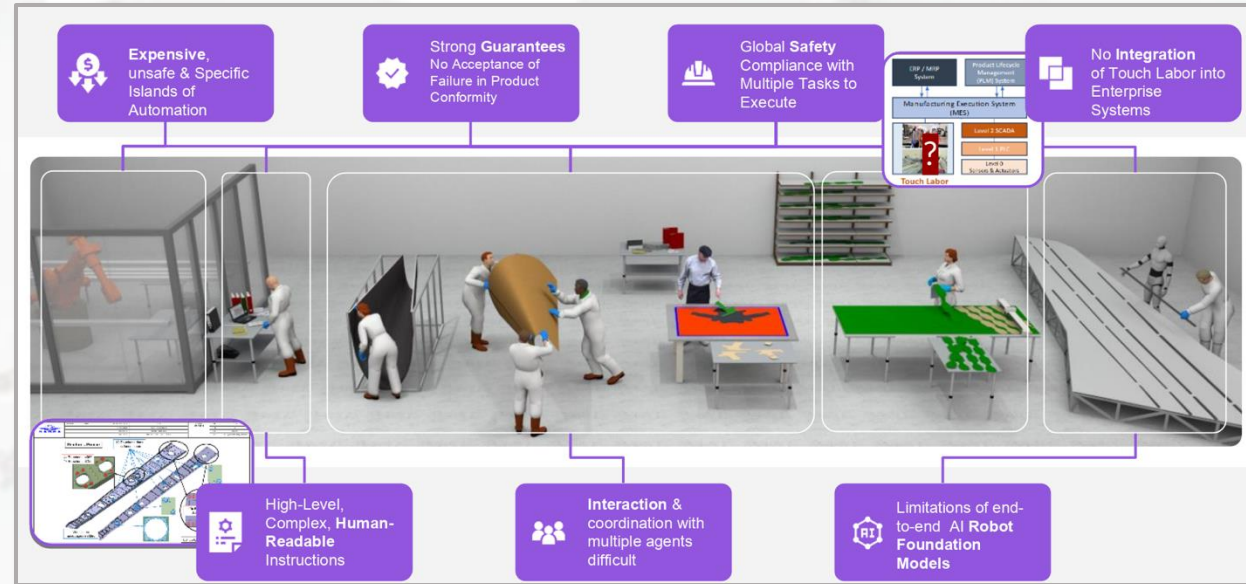 Expensive,
unsafe & Specific
Islands of
Automation
Strong Guarantees
No Acceptance of
Failure in Product
Conformity
Global Safety
Compliance with
Multiple Tasks to
Execute
ERP / MRP
System
Product Lifecycle
Management
(PLM) System
Manufacturing Execution System
(MES)
Level 2 SCADA
Level 1 PLC
Level 0
Sensors & Actuators
?
Touch Labor
No Integration
of Touch Labor into
Enterprise
Systems
High-Level,
Complex, Human-
Readable
Instructions
Interaction &
coordination with
multiple agents
difficult
AI
Limitations of end-
to-end AI Robot
Foundation
Models